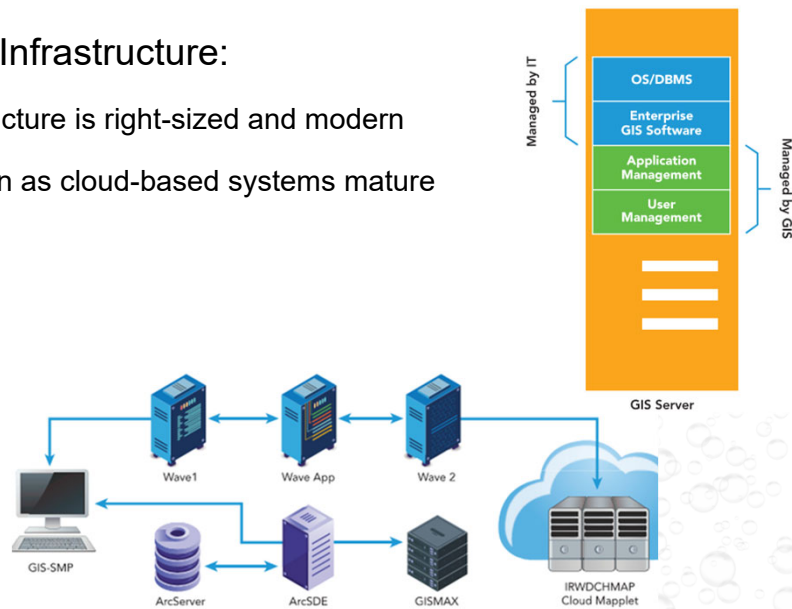 Infrastructure:
cture is right-sized and modern
n as cloud-based systems mature
Managed by IT
OS/DBMS
Enterprise
GIS Software
Application
Management
User
Management
Managed by GIS
GIS Server
Wave1
Wave App
Wave 2
GIS-SMP
ArcServer
ArcSDE
GISMAX
IRWDCHMAP
Cloud Mapplet